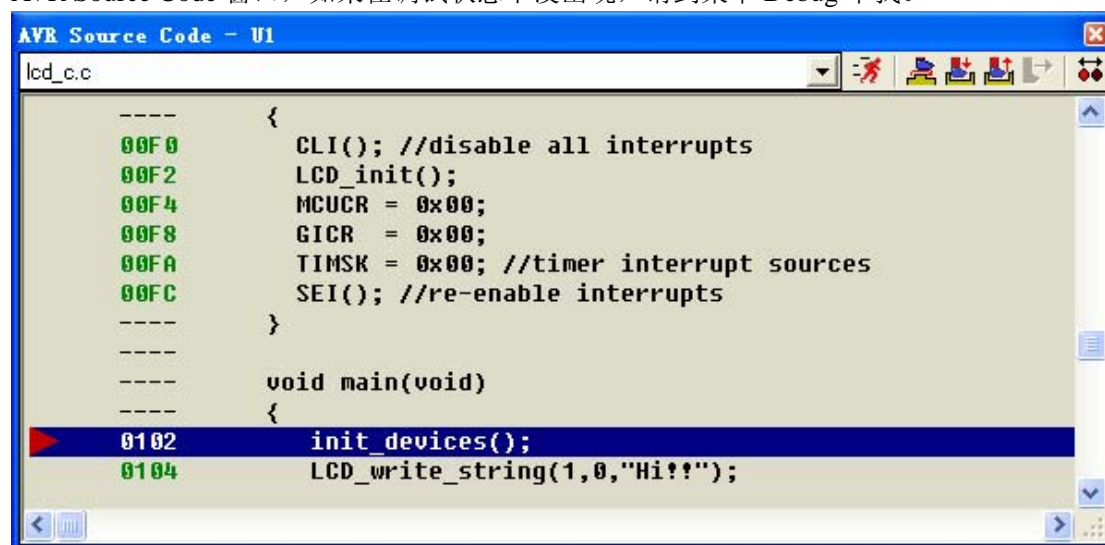 AVR Source Code - U1
lcd_c.c
---- {
00F0 CLI(); //disable all interrupts
00F2 LCD_init();
00F4 MCUCR = 0x00;
00F8 GICR  = 0x00;
00FA TIMSK = 0x00; //timer interrupt sources
00FC SEI(); //re-enable interrupts
---- }
----
---- void main(void)
---- {
0102 init_devices();
0104 LCD_write_string(1,0,"Hi!!");